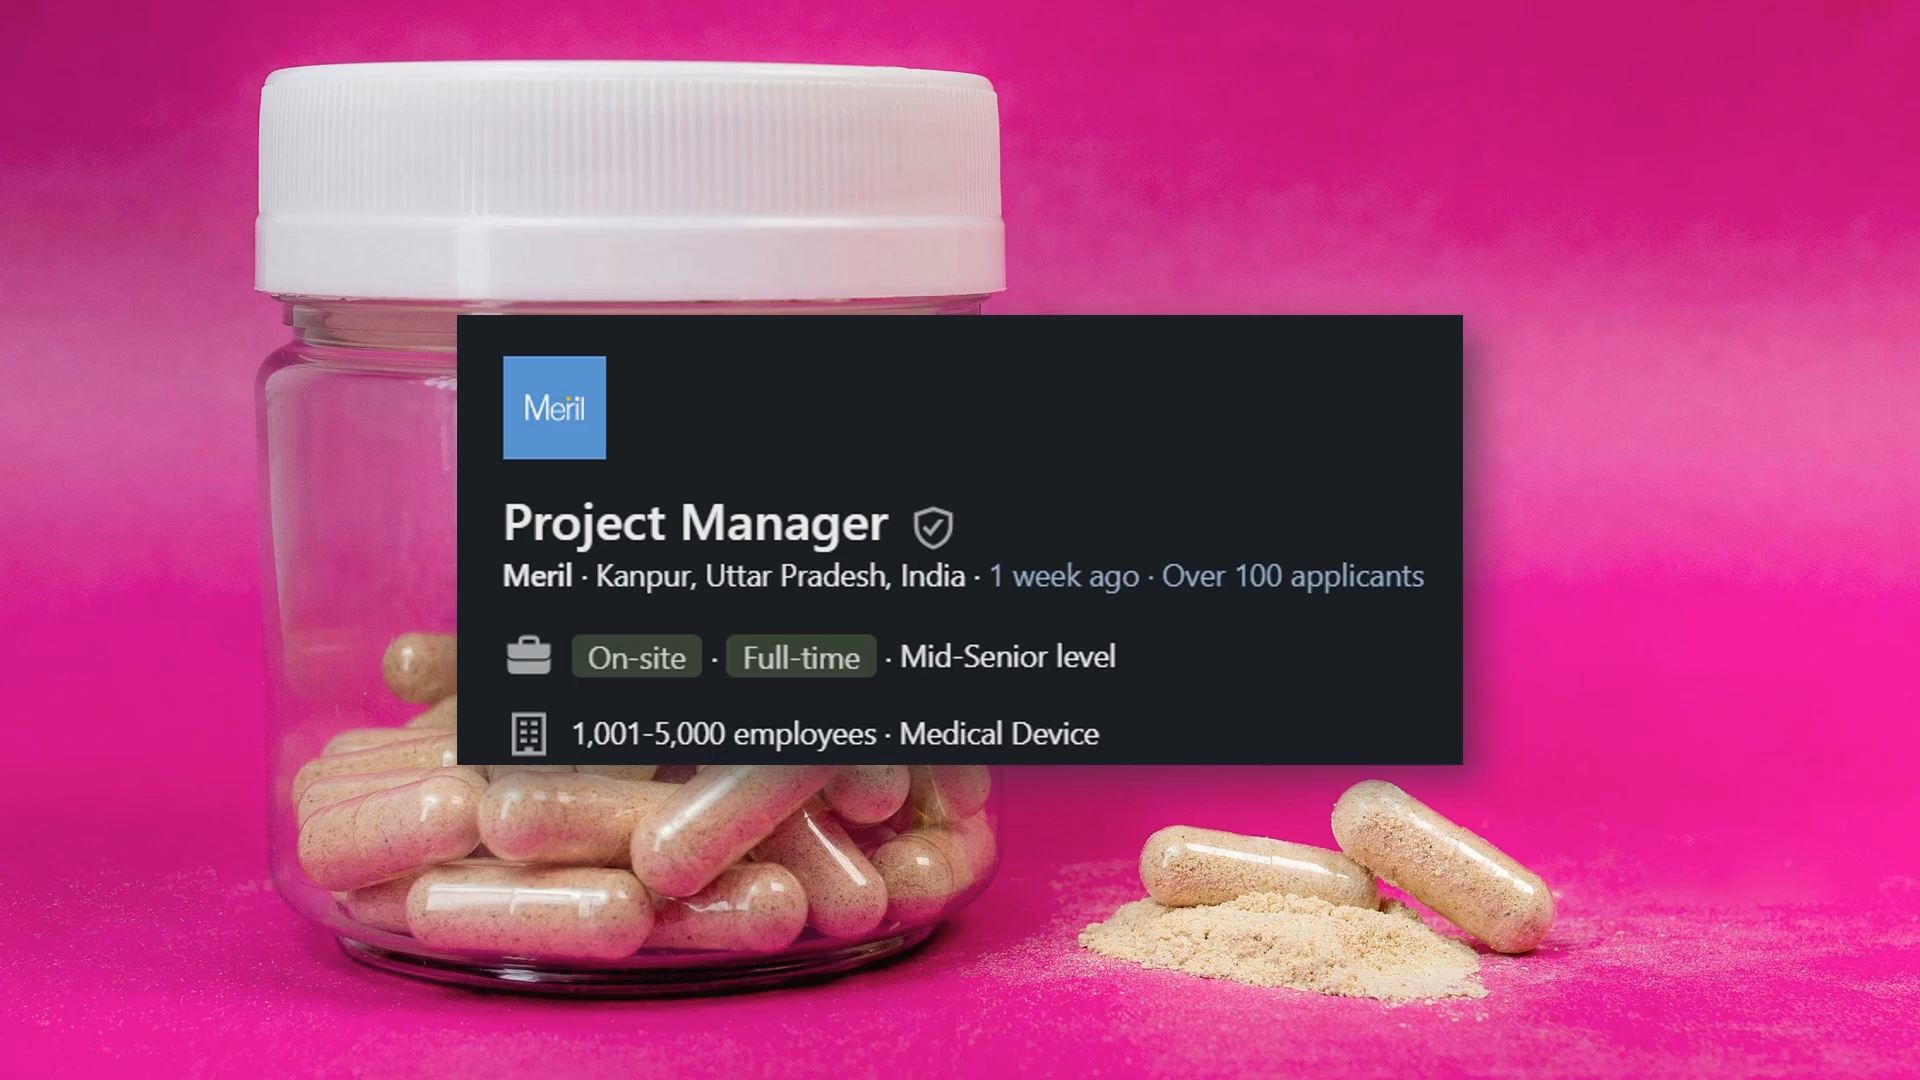 Meril
Project Manager
Meril · Kanpur, Uttar Pradesh, India · 1 week ago · Over 100 applicants
On-site · Full-time · Mid-Senior level
1,001-5,000 employees · Medical Device